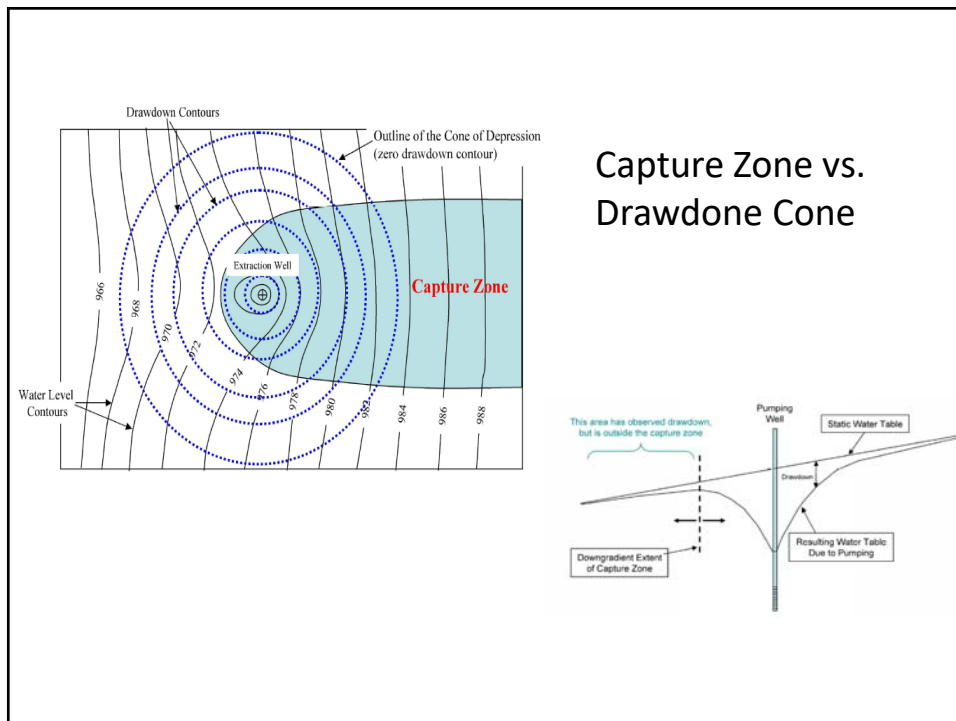 Drawdown Contours
Outline of the Cone of Depression
(zero drawdown contour)
Capture Zone vs.
Drawdone Cone
Extraction Well
Capture Zone
966
968
970
972
974
976
978
980
982
984
986
988
Water Level
Contours
Pumping
Well
This area has observed drawdown,
but is outside the capture zone
Static Water Table
Drawdown
Resulting Water Table
Due to Pumping
Downgradient Extent
of Capture Zone